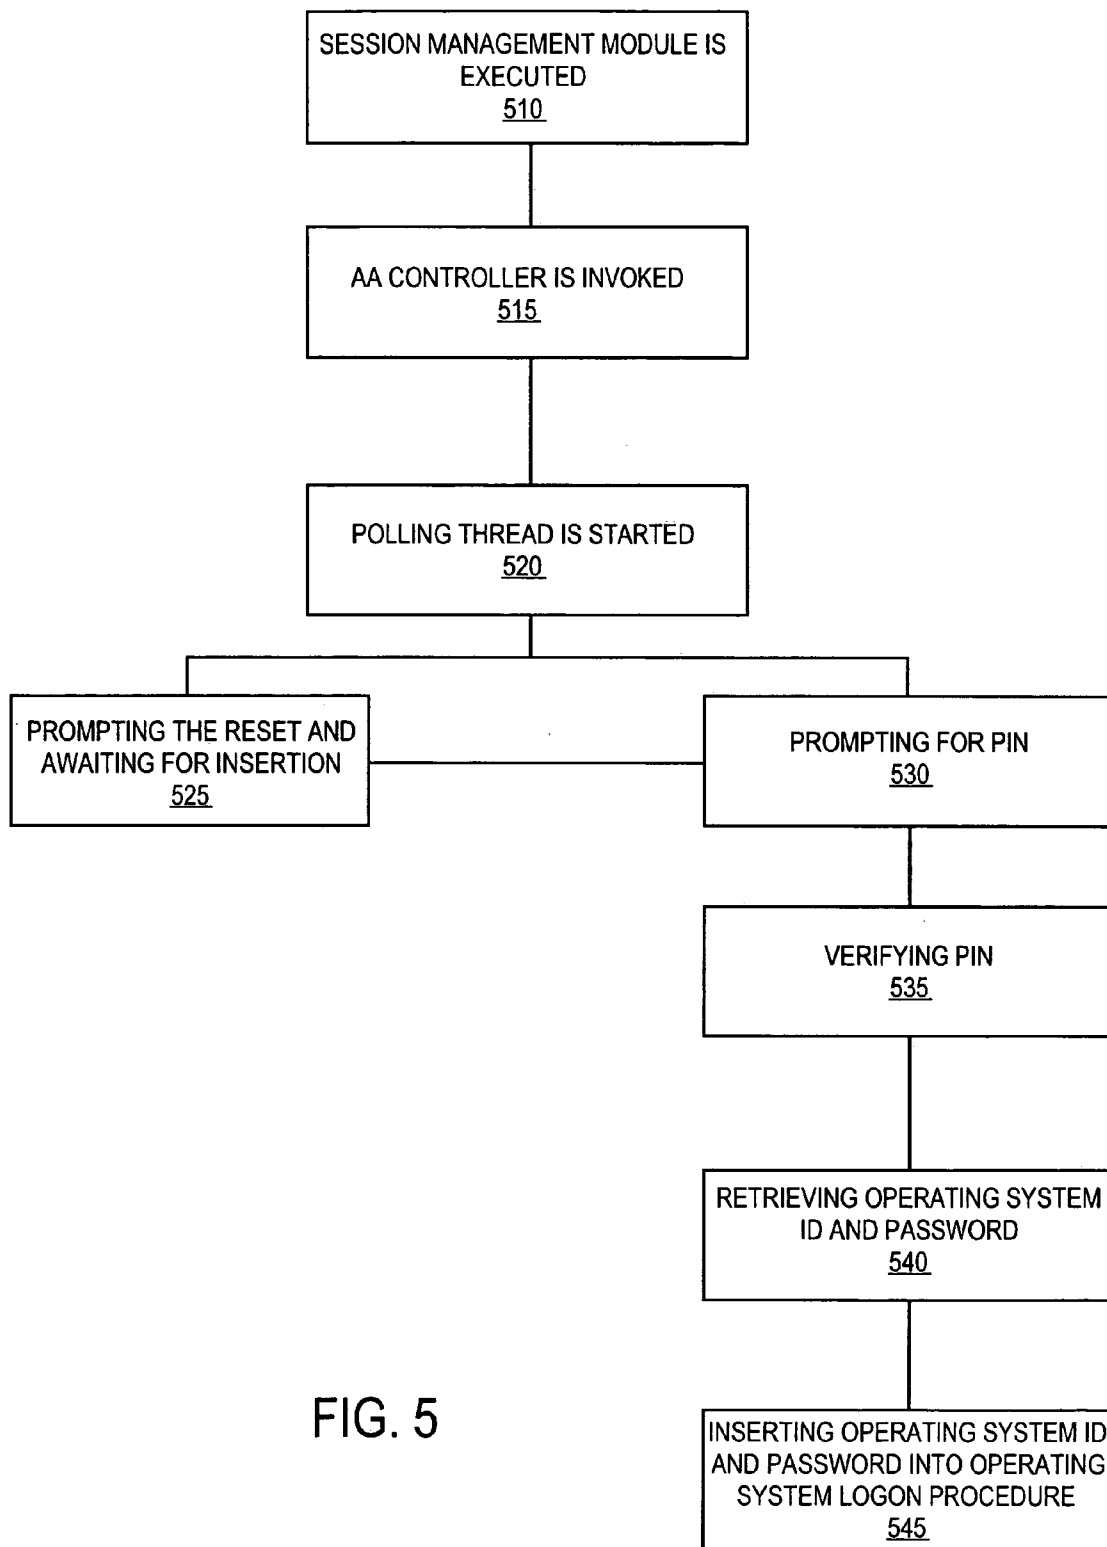 SESSION MANAGEMENT MODULE IS
EXECUTED
510
AA CONTROLLER IS INVOKED
515
POLLING THREAD IS STARTED
520
PROMPTING THE RESET AND
AWAITING FOR INSERTION
525
PROMPTING FOR PIN
530
VERIFYING PIN
535
RETRIEVING OPERATING SYSTEM
ID AND PASSWORD
540
INSERTING OPERATING SYSTEM ID
AND PASSWORD INTO OPERATING
SYSTEM LOGON PROCEDURE
545
FIG. 5